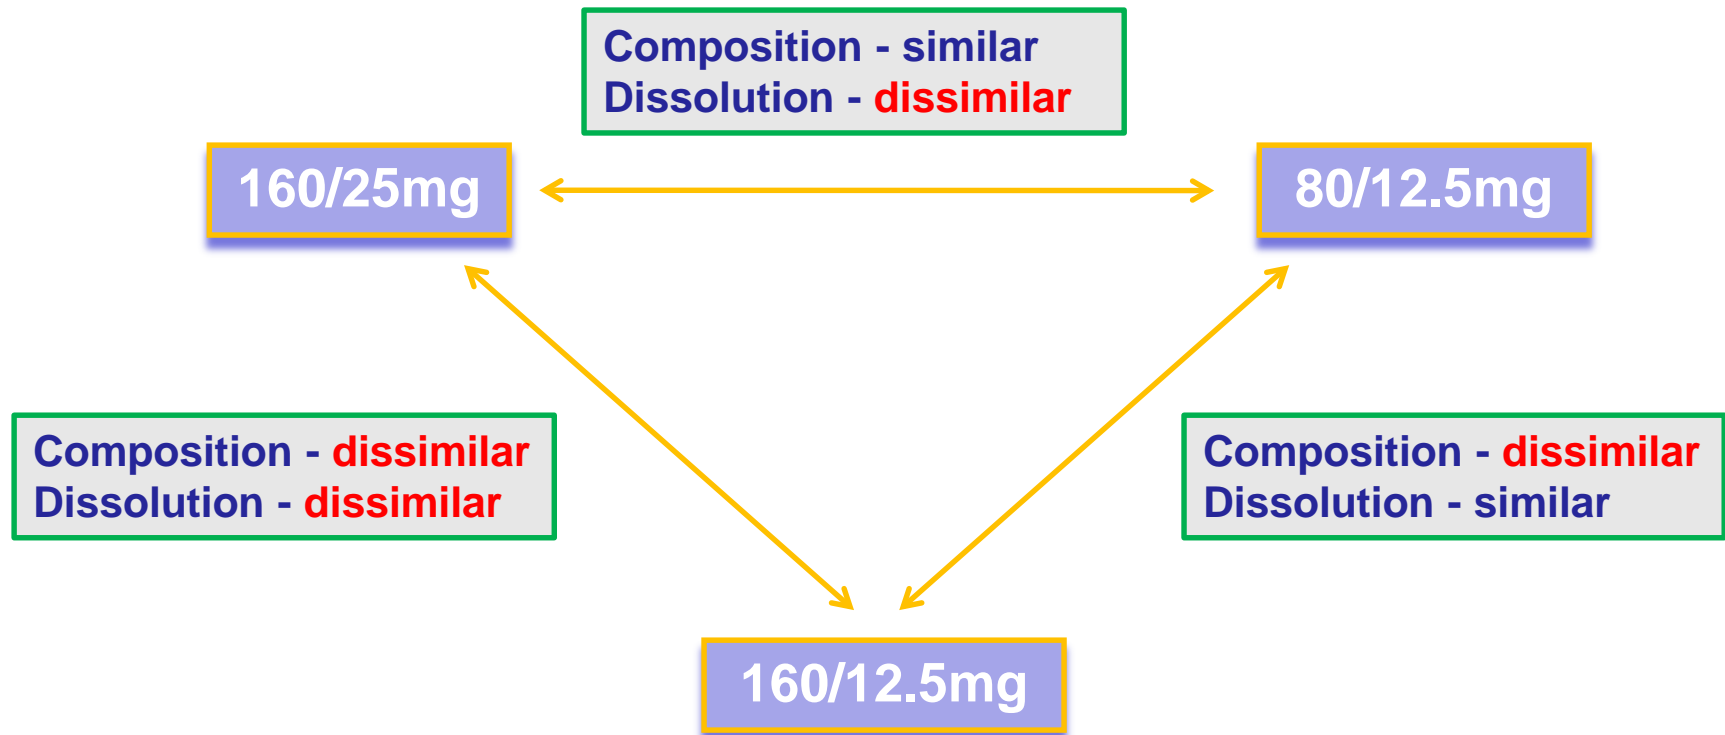 Composition - similar
Dissolution - dissimilar
160/25mg
80/12.5mg
Composition - dissimilar
Dissolution - dissimilar
Composition - dissimilar
Dissolution - similar
160/12.5mg